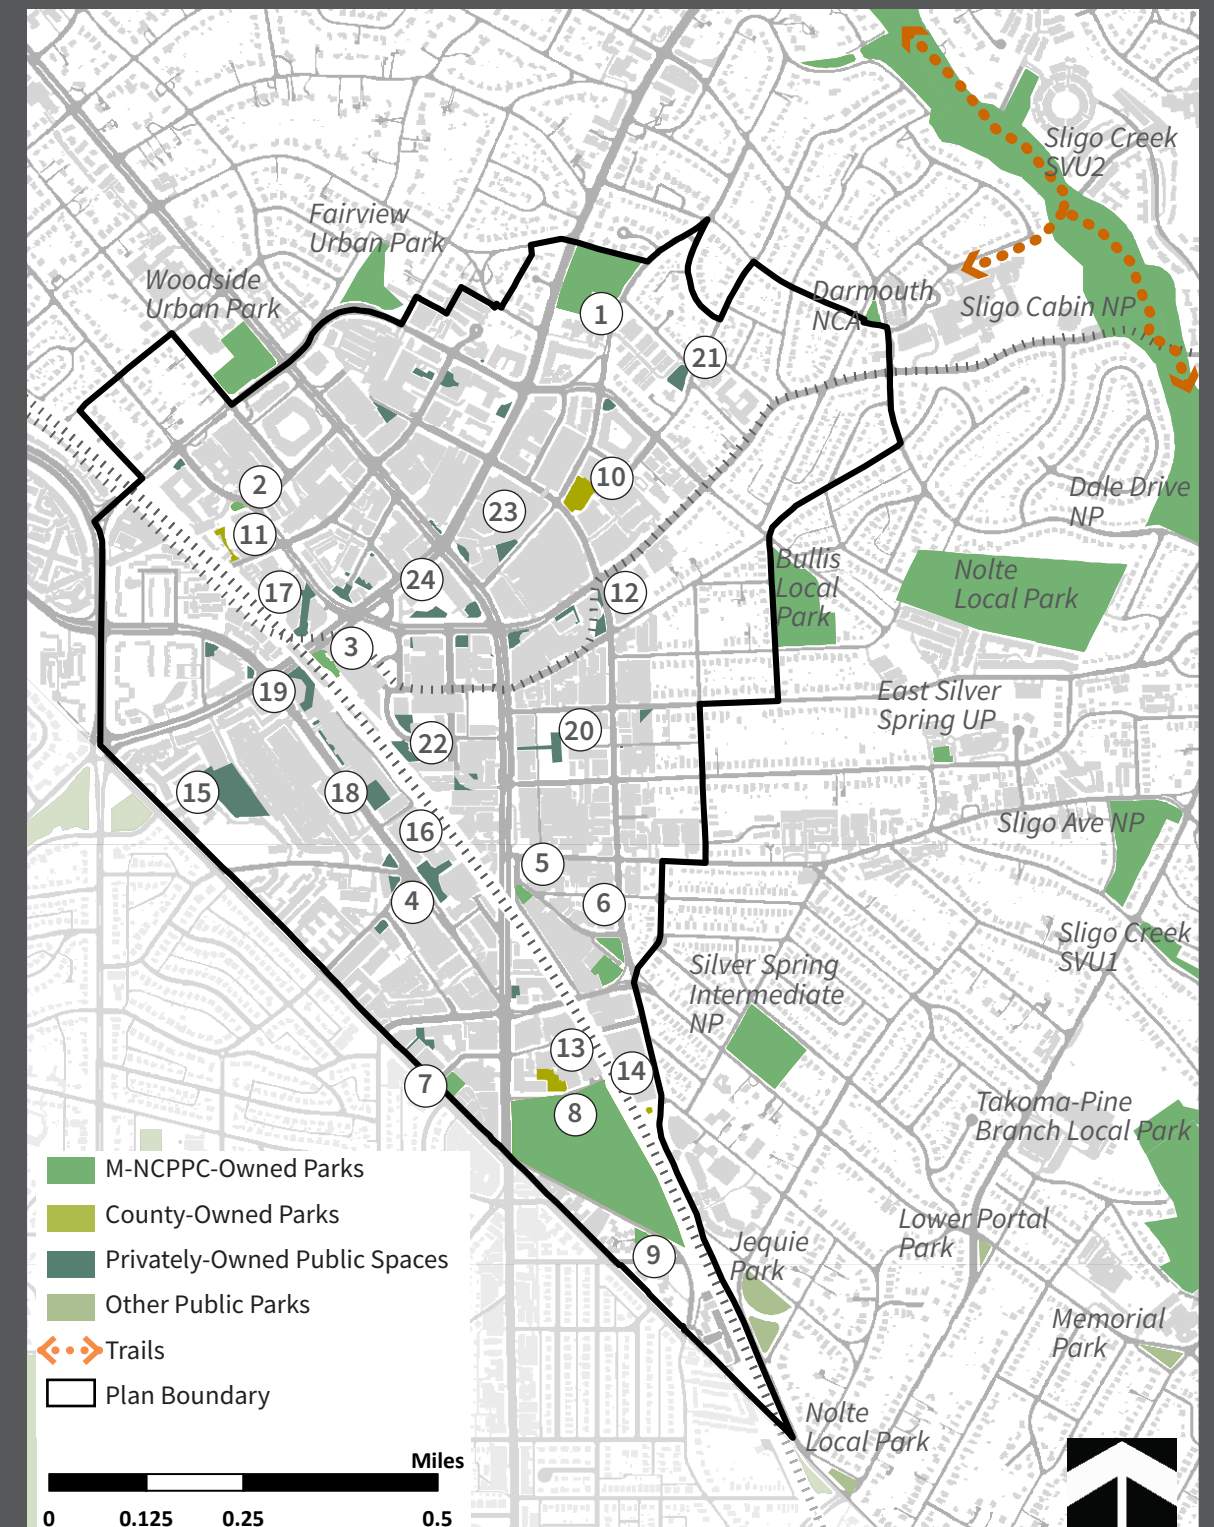 Sligo Creek
SVU2
Fairview
Urban Park
Woodside
Urban Park
Darmouth
NCA
Sligo Cabin NP
1
21
2
10
11
23
Dale Drive
NP
Bullis
Local
Park
Nolte
Local Park
17
24
12
3
19
East Silver
Spring UP
22
20
15
18
16
Sligo Ave NP
5
4
6
Sligo Creek
SVU1
Silver Spring
Intermediate
NP
13
14
7
8
Takoma-Pine
Branch Local Park
Lower Portal
Park
9
Jequie
Park
Memorial
Park
Nolte
Local Park
M-NCPPC-Owned Parks
County-Owned Parks
Privately-Owned Public Spaces
Other Public Parks
Trails
Plan Boundary
Miles
0 0.125 0.25 0.5